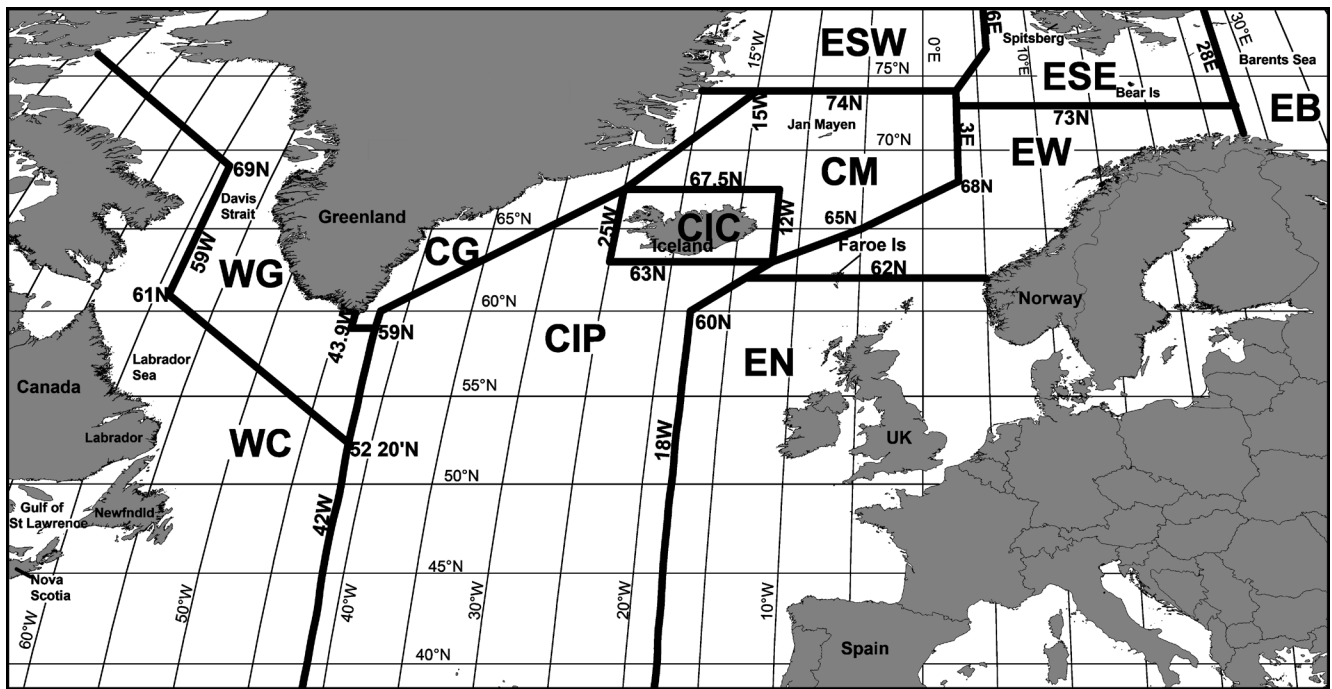 ESW
15°W
0°E
6E
Spitsberg
10°E
30°E
28E
Barents Sea
75°N
ESE
Bear Is
EB
74N
15W
Jan Mayen
73N
70°N
3E
EW
69N
CM
67.5N
68N
Davis
Strait
Greenland
65°N
25W
CIC
Iceland
12W
65N
59W
WG
CG
Faroe Is
63N
62N
61N
60°N
Norway
43.9W
59N
CIP
60N
EN
Labrador
Sea
55°N
Canada
Labrador
WC
52 20'N
18W
UK
50°N
42W
Gulf of
St Lawrence
Newfndld
45°N
Nova
Scotia
60°W
50°W
40°W
30°W
20°W
10°W
40°N
Spain